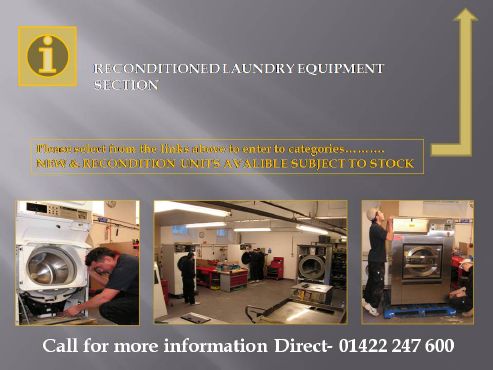 RECONDITIONED LAUNDRY EQUIPMENT
SECTION
Please select from the links above to enter to categories……….
NEW & RECONDITION UNITS AVALIBLE SUBJECT TO STOCK
Call for more information Direct- 01422 247 600